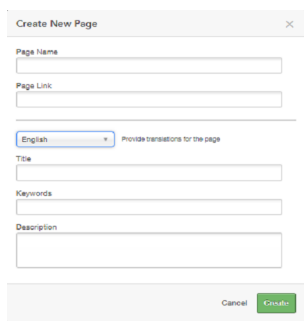 Create New Page
Page Name
Page Link
English
Provide translations for the page
Title
Keywords
Description
Cancel
Create